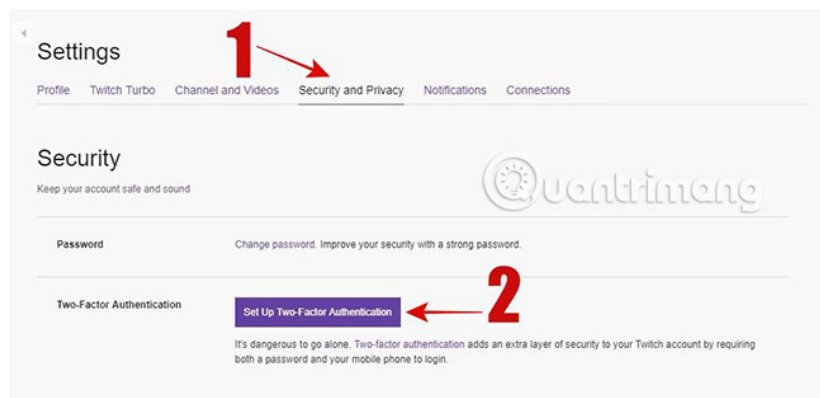 Settings
1
Profile Twitch Turbo Channel and Videos Security and Privacy Notifications Connections
Security
Keep your account safe and sound
Quantrimang
Password Change password. Improve your security with a strong password.
2
Two-Factor Authentication Set Up Two-Factor Authentication
It's dangerous to go alone. Two-factor authentication adds an extra layer of security to your Twitch account by requiring
both a password and your mobile phone to login.